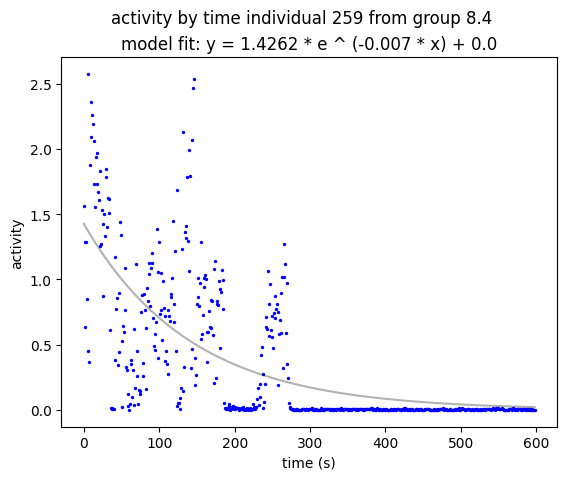 activity by time individual 259 from group 8.4
model fit: y = 1.4262 * e ^ (-0.007 * x) + 0.0
2.5
2.0
1.5
1.0
0.5
0.0
activity
0 100 200 300 400 500 600
time (s)